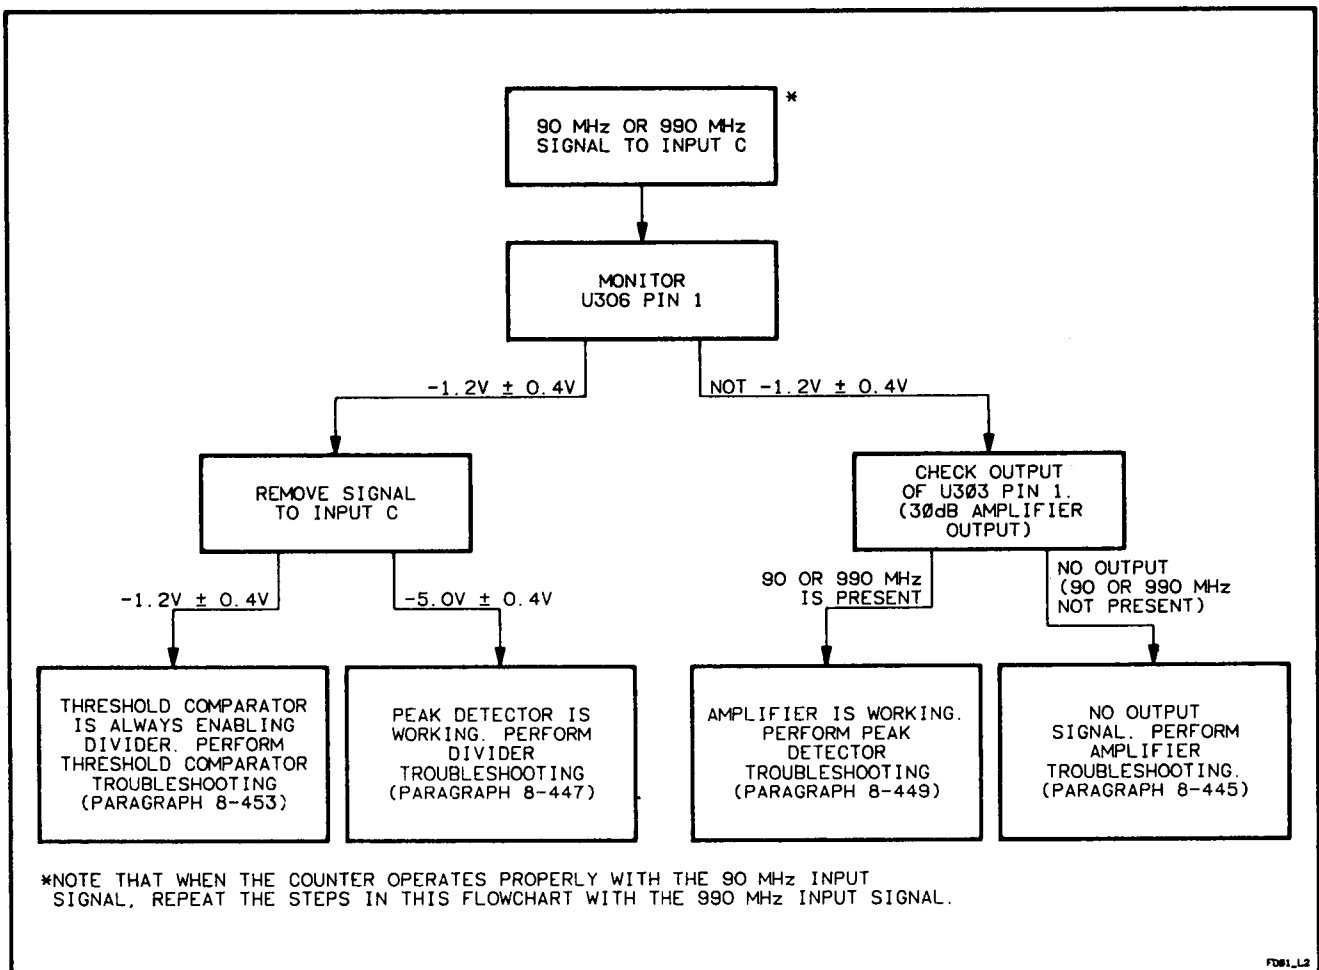 *
90 MHz OR 990 MHz
SIGNAL TO INPUT C
MONITOR
U306 PIN 1
-1.2V ± 0.4V
NOT -1.2V ± 0.4V
REMOVE SIGNAL
TO INPUT C
CHECK OUTPUT
OF U3Ø3 PIN 1.
(3ØdB AMPLIFIER
OUTPUT)
-1.2V ± 0.4V
-5.0V ± 0.4V
90 OR 990 MHz
IS PRESENT
NO OUTPUT
(90 OR 990 MHz
NOT PRESENT)
THRESHOLD COMPARATOR
IS ALWAYS ENABLING
DIVIDER. PERFORM
THRESHOLD COMPARATOR
TROUBLESHOOTING
(PARAGRAPH 8-453)
PEAK DETECTOR IS
WORKING. PERFORM
DIVIDER
TROUBLESHOOTING
(PARAGRAPH 8-447)
AMPLIFIER IS WORKING.
PERFORM PEAK
DETECTOR
TROUBLESHOOTING
(PARAGRAPH 8-449)
NO OUTPUT
SIGNAL. PERFORM
AMPLIFIER
TROUBLESHOOTING.
(PARAGRAPH 8-445)
*NOTE THAT WHEN THE COUNTER OPERATES PROPERLY WITH THE 90 MHz INPUT
SIGNAL, REPEAT THE STEPS IN THIS FLOWCHART WITH THE 990 MHz INPUT SIGNAL.